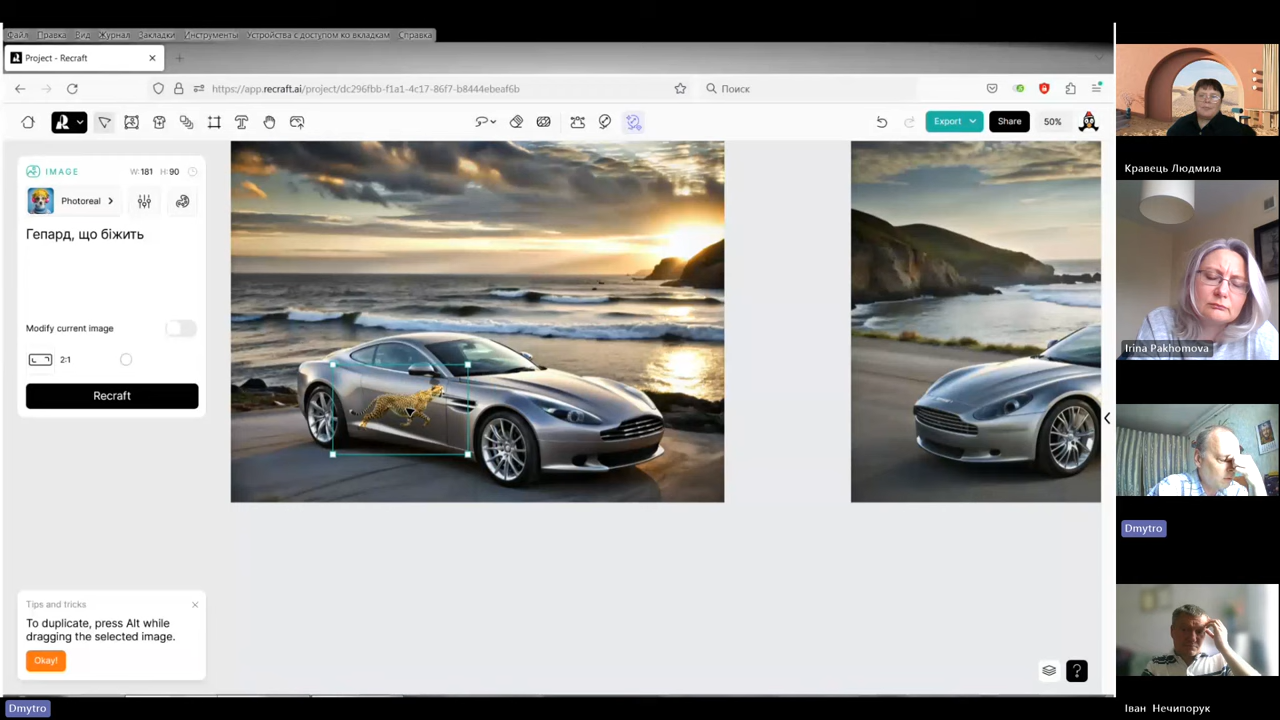 Файл Правка Вид Журнал Закладки Инструменты Устройства с доступом ко вкладкам Справка
Project - Recraft
https://app.recraft.ai/project/dc296fbb-f1a1-4c17-86f7-b8444ebeaf6b
Поиск
Export
Share
50%
IMAGE
W:181 H:90
Photoreal
Гепард, що біжить
Modify current image
2:1
Recraft
Tips and tricks
To duplicate, press Alt while
dragging the selected image.
Okay!
?
Dmytro
Кравець Людмила
Irina Pakhomova
Dmytro
Іван Нечипорук